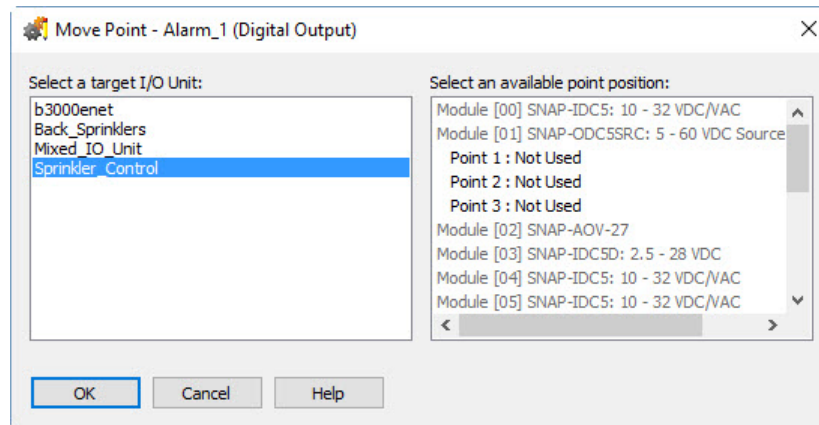 Move Point - Alarm_1 (Digital Output)
Select a target I/O Unit:
b3000enet
Back_Sprinklers
Mixed_IO_Unit
Sprinkler_Control
Select an available point position:
Module [00] SNAP-IDC5: 10 - 32 VDC/VAC
Module [01] SNAP-ODC5SRC: 5 - 60 VDC Source
Point 1 : Not Used
Point 2 : Not Used
Point 3 : Not Used
Module [02] SNAP-AOV-27
Module [03] SNAP-IDC5D: 2.5 - 28 VDC
Module [04] SNAP-IDC5: 10 - 32 VDC/VAC
Module [05] SNAP-IDC5: 10 - 32 VDC/VAC
OK
Cancel
Help